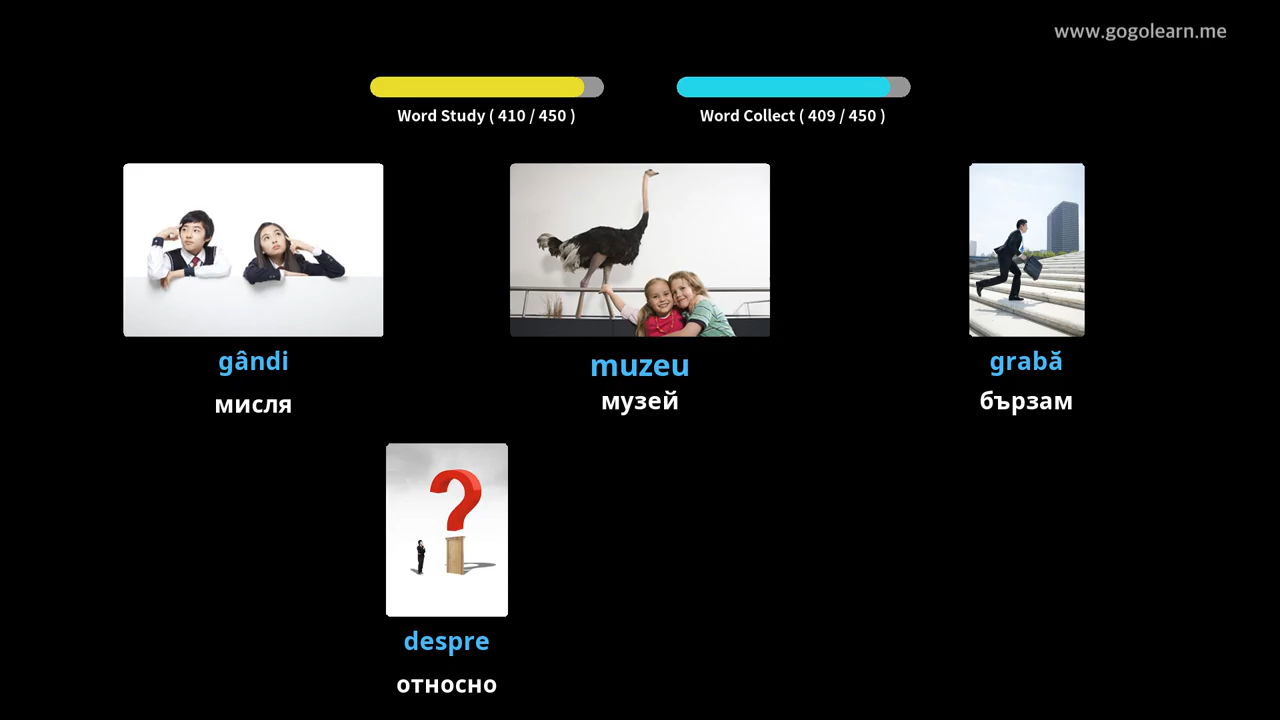 www.gogolearn.me
Word Study ( 410 / 450 )
Word Collect ( 409 / 450 )
gândi
мисля
muzeu
музей
grabă
бързам
despre
относно